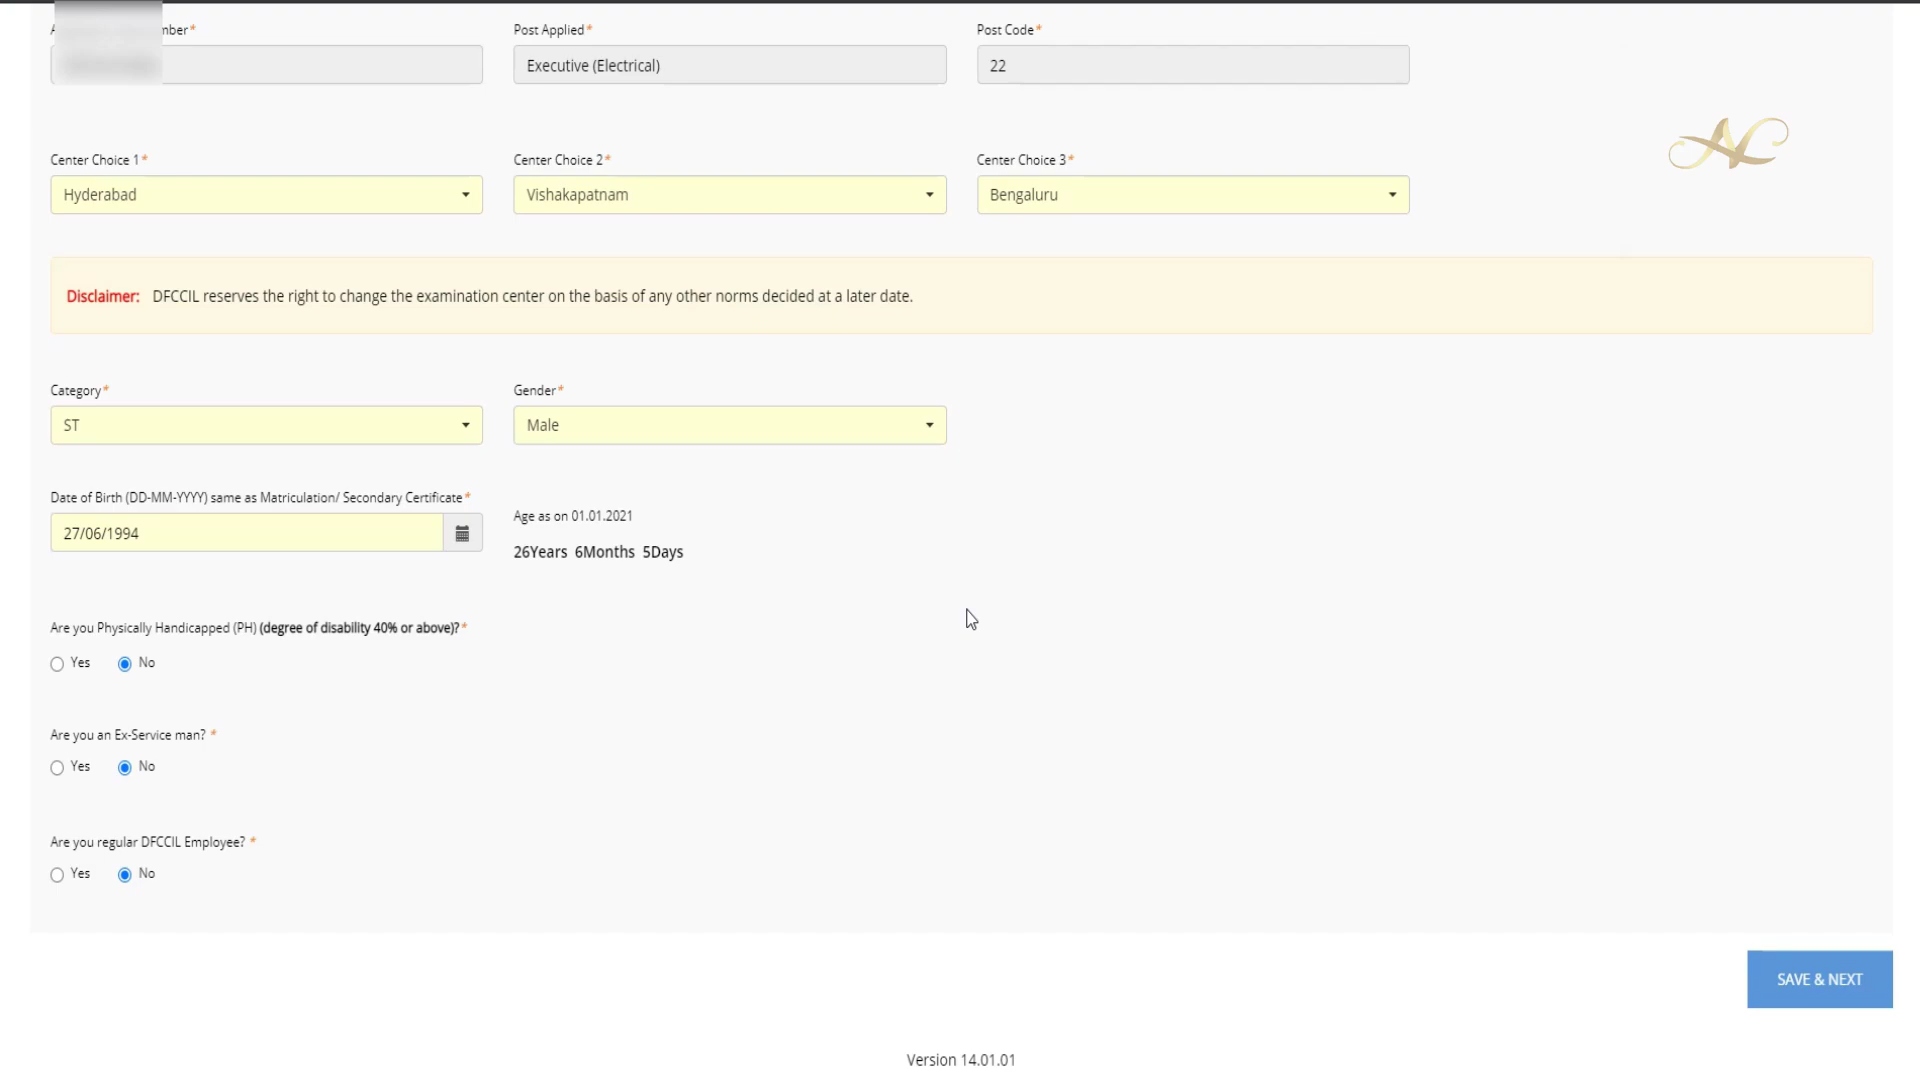 mber*
Post Applied*
Post Code*
Executive (Electrical)
22
Center Choice 1*
Center Choice 2*
Center Choice 3*
Hyderabad
Vishakapatnam
Bengaluru
Disclaimer: DFCCIL reserves the right to change the examination center on the basis of any other norms decided at a later date.
Category*
Gender*
ST
Male
Date of Birth (DD-MM-YYYY) same as Matriculation/ Secondary Certificate*
27/06/1994
Age as on 01.01.2021
26Years 6Months 5Days
Are you Physically Handicapped (PH) (degree of disability 40% or above)?*
Yes No
Are you an Ex-Service man? *
Yes No
Are you regular DFCCIL Employee? *
Yes No
SAVE & NEXT
Version 14.01.01